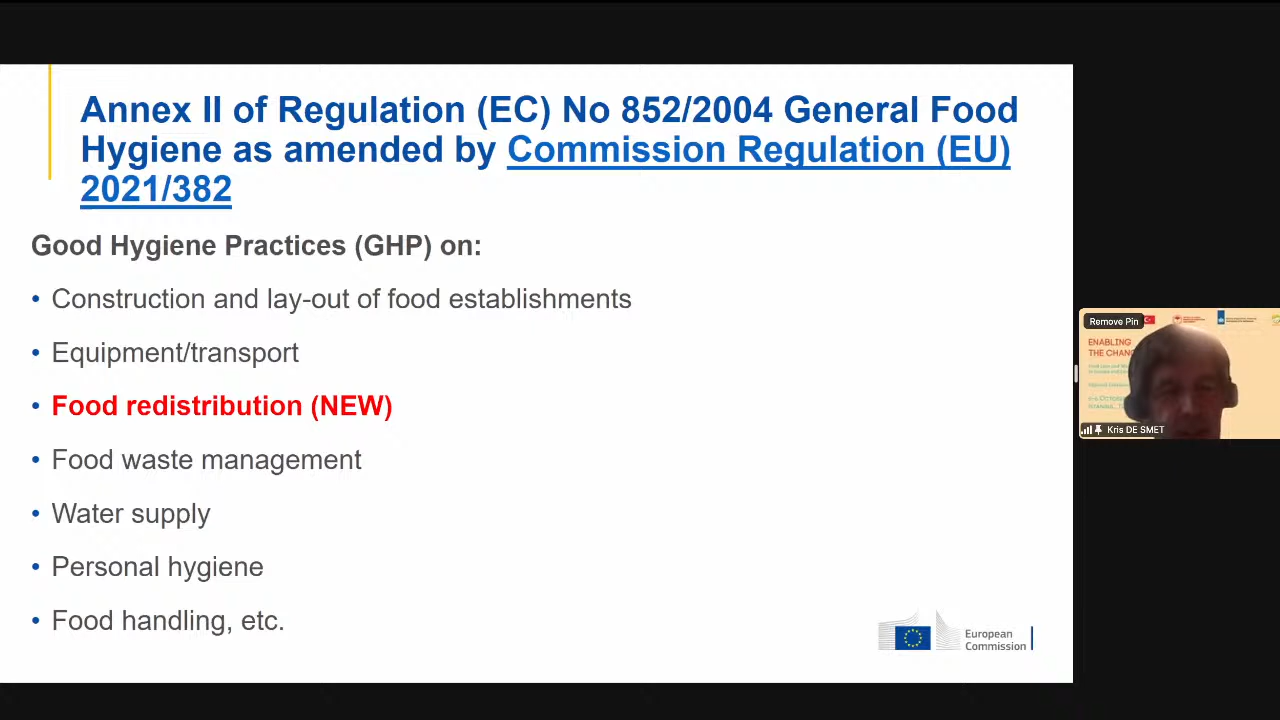 Annex II of Regulation (EC) No 852/2004 General Food
Hygiene as amended by Commission Regulation (EU)
2021/382
Good Hygiene Practices (GHP) on:
• Construction and lay-out of food establishments
• Equipment/transport
• Food redistribution (NEW)
• Food waste management
• Water supply
• Personal hygiene
• Food handling, etc.
European
Commission
Remove Pin
ENABLING
THE
Kris DE SMET